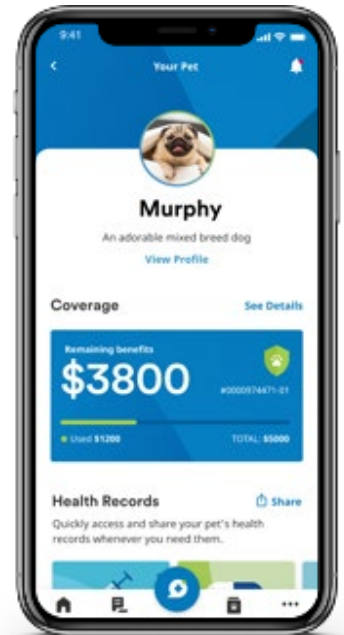 9:41
Your Pet
Murphy
An adorable mixed breed dog
View Profile
Coverage See Details
Remaining benefits
$3800
#0000974471-01
Used $1200 TOTAL: $5000
Health Records Share
Quickly access and share your pet's health
records whenever you need them.